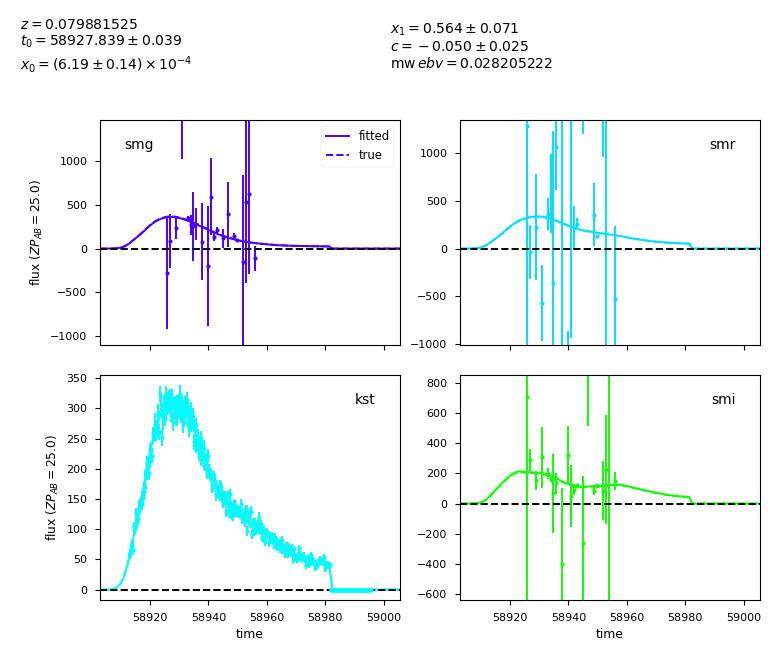 z = 0.079881525
t₀ = 58927.839 ± 0.039
x₀ = (6.19 ± 0.14) × 10⁻⁴
x₁ = 0.564 ± 0.071
c = −0.050 ± 0.025
mw ebv = 0.028205222
smg
fitted
true
1000
500
0
−500
−1000
flux (ZP_AB = 25.0)
smr
1000
500
0
−500
−1000
kst
350
300
250
200
150
100
50
0
flux (ZP_AB = 25.0)
58920 58940 58960 58980 59000
time
smi
800
600
400
200
0
−200
−400
−600
58920 58940 58960 58980 59000
time